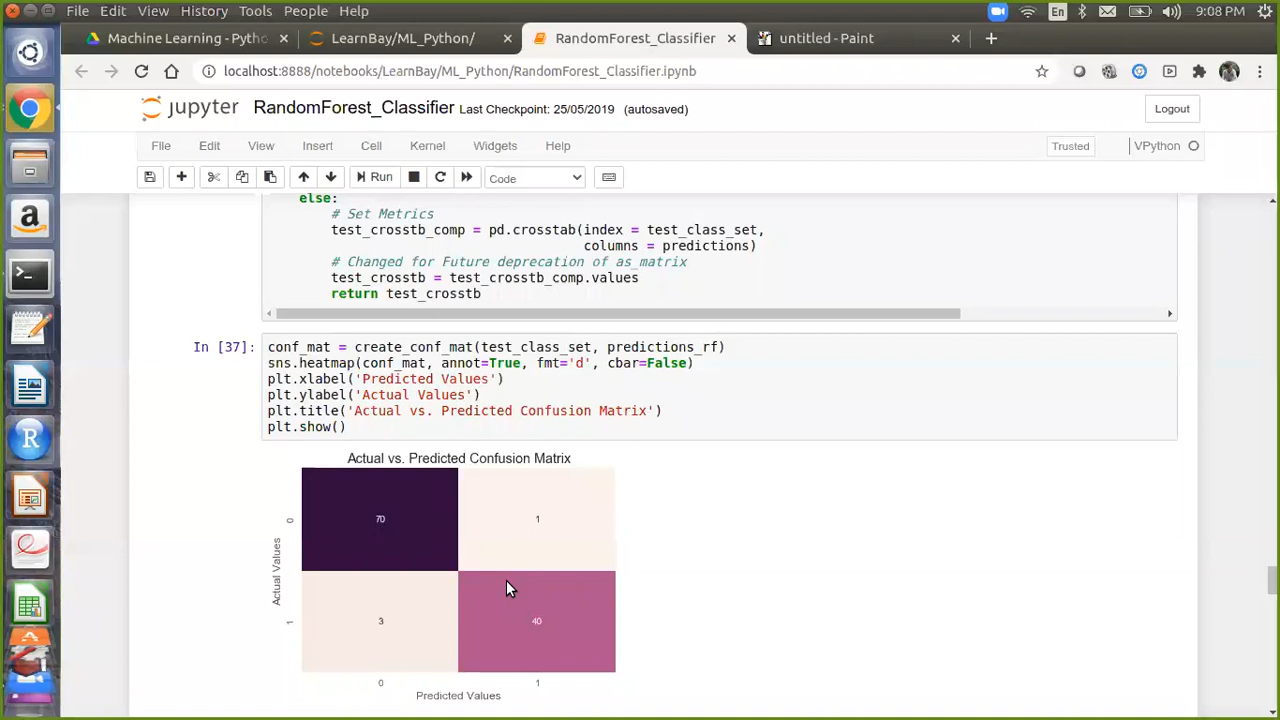 File Edit View History Tools People Help
En
9:08 PM
Machine Learning - Pytho
LearnBay/ML_Python/
RandomForest_Classifier
untitled - Paint
localhost:8888/notebooks/LearnBay/ML_Python/RandomForest_Classifier.ipynb
jupyter RandomForest_Classifier Last Checkpoint: 25/05/2019 (autosaved)
Logout
File Edit View Insert Cell Kernel Widgets Help
Trusted
VPython
Run
Code
else:
# Set Metrics
test_crosstb_comp = pd.crosstab(index = test_class_set,
columns = predictions)
# Changed for Future deprecation of as_matrix
test_crosstb = test_crosstb_comp.values
return test_crosstb
In [37]:
conf_mat = create_conf_mat(test_class_set, predictions_rf)
sns.heatmap(conf_mat, annot=True, fmt='d', cbar=False)
plt.xlabel('Predicted Values')
plt.ylabel('Actual Values')
plt.title('Actual vs. Predicted Confusion Matrix')
plt.show()
Actual vs. Predicted Confusion Matrix
Actual Values
0
70
1
1
3
40
0
1
Predicted Values